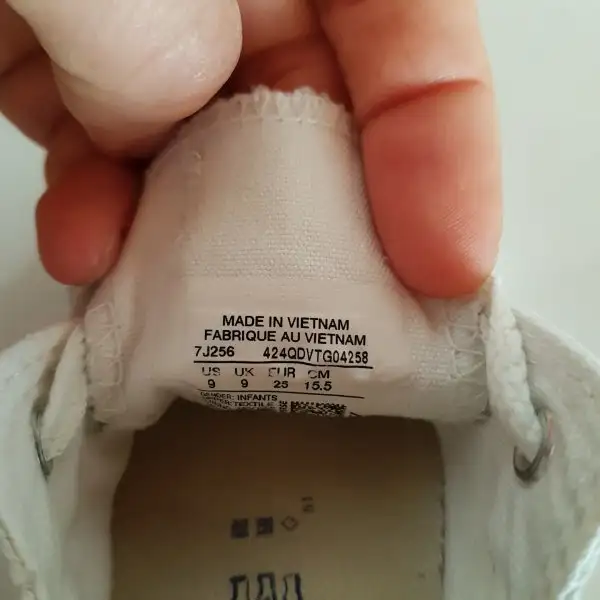 MADE IN VIETNAM
FABRIQUE AU VIETNAM
7J256 424QDVTG04258
US UK EUR CM
9 9 25 15.5
GENDER: INFANTS
TEXTILE